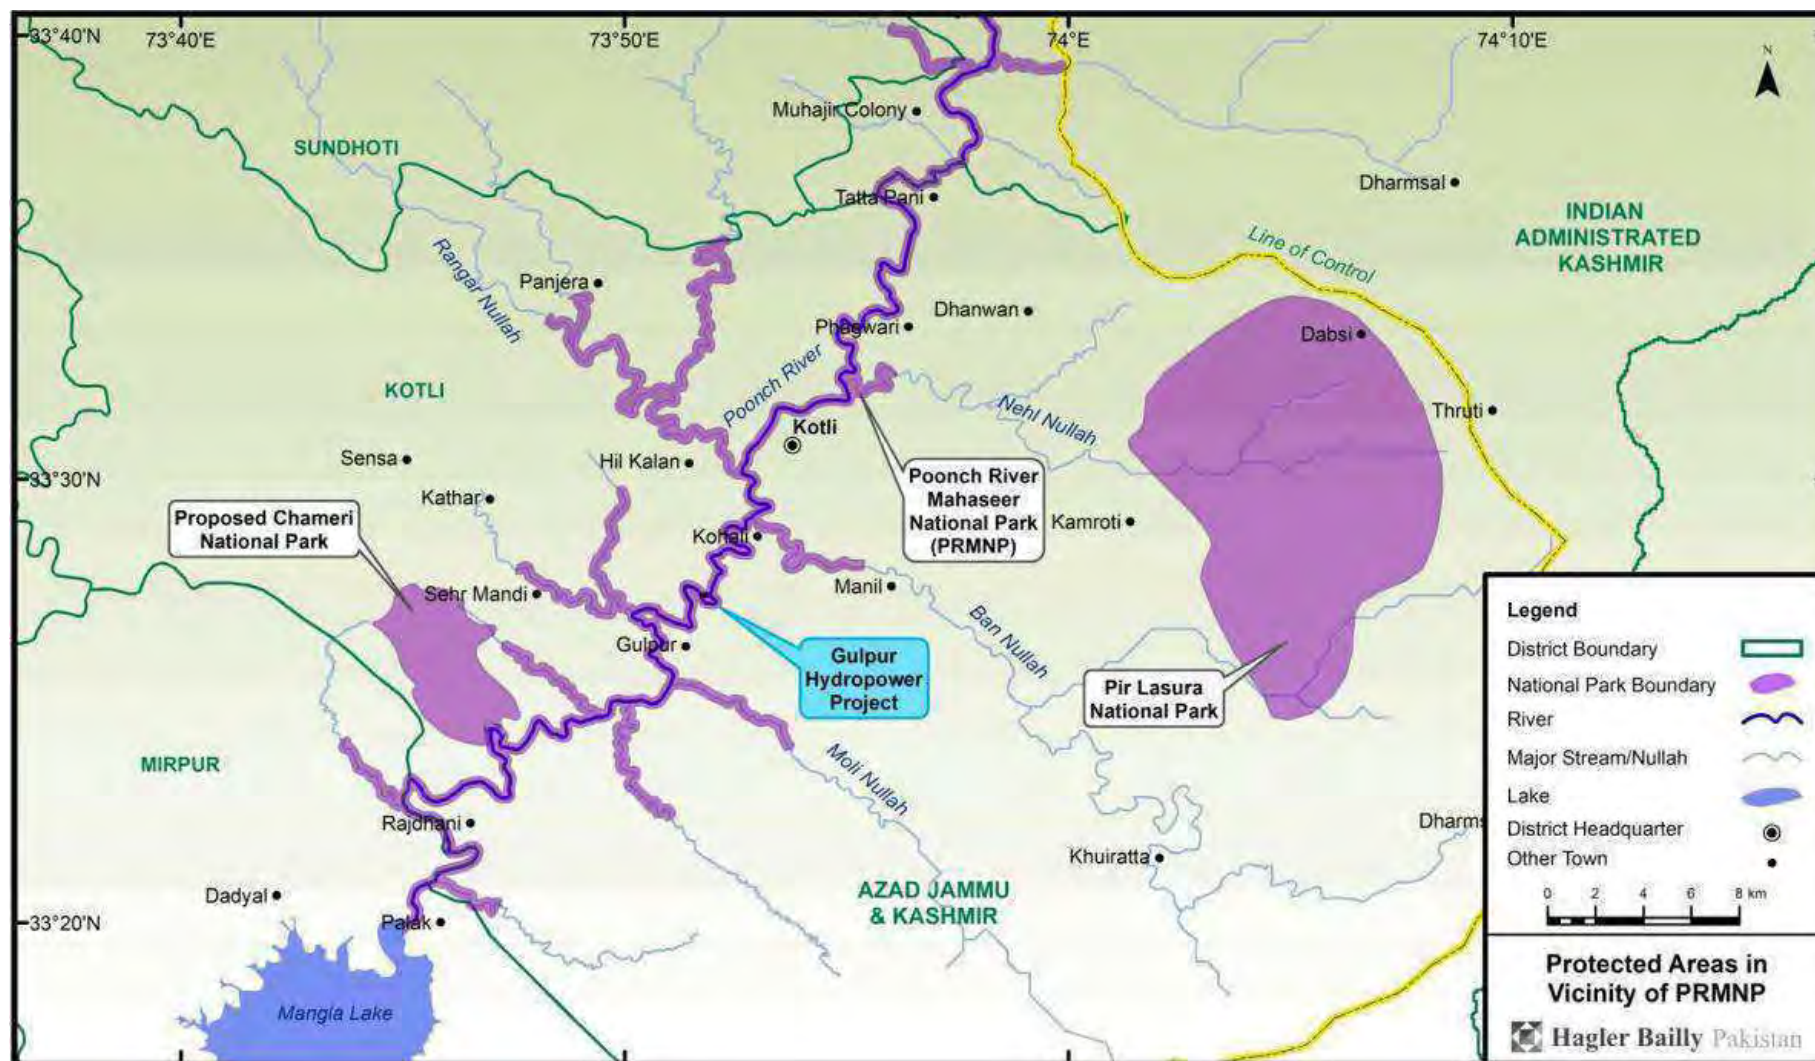 33°40'N
73°40'E
73°50'E
74°E
74°10'E
N
Muhajir Colony
SUNDHOTI
Dharmsal
Tatta Pani
INDIAN
ADMINISTRATED
KASHMIR
Line of Control
Rangar Nullah
Panjera
Dhanwan
Phagwari
Dabsi
Poonch River
KOTLI
Nehl Nullah
Thruti
Kotli
Sensa
Hil Kalan
33°30'N
Kathar
Poonch River
Mahaseer
National Park
(PRMNP)
Proposed Chameri
National Park
Kamroti
Kohali
Sehr Mandi
Manil
Ban Nullah
Gulpur
Gulpur
Hydropower
Project
Pir Lasura
National Park
MIRPUR
Moli Nullah
Rajdhani
Dharms
Khuiratta
Dadyal
AZAD JAMMU
& KASHMIR
33°20'N
Palak
Mangla Lake
Legend
District Boundary
National Park Boundary
River
Major Stream/Nullah
Lake
District Headquarter
Other Town
0 2 4 6 8 km
Protected Areas in
Vicinity of PRMNP
Hagler Bailly Pakistan